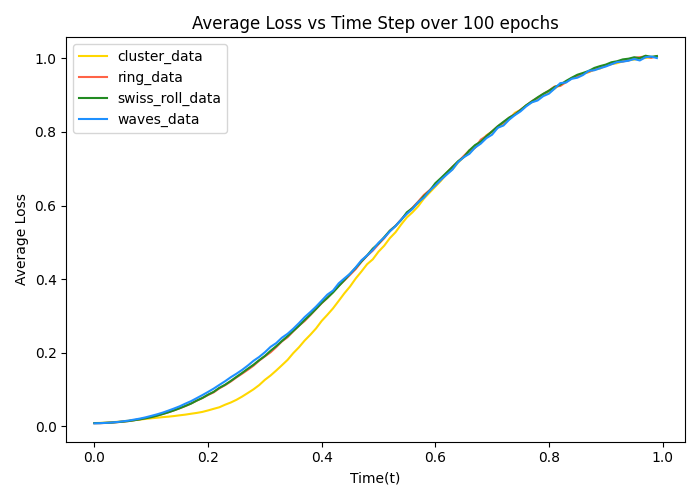 Average Loss vs Time Step over 100 epochs
cluster_data
ring_data
swiss_roll_data
waves_data
Average Loss
1.0
0.8
0.6
0.4
0.2
0.0
0.0 0.2 0.4 0.6 0.8 1.0
Time(t)